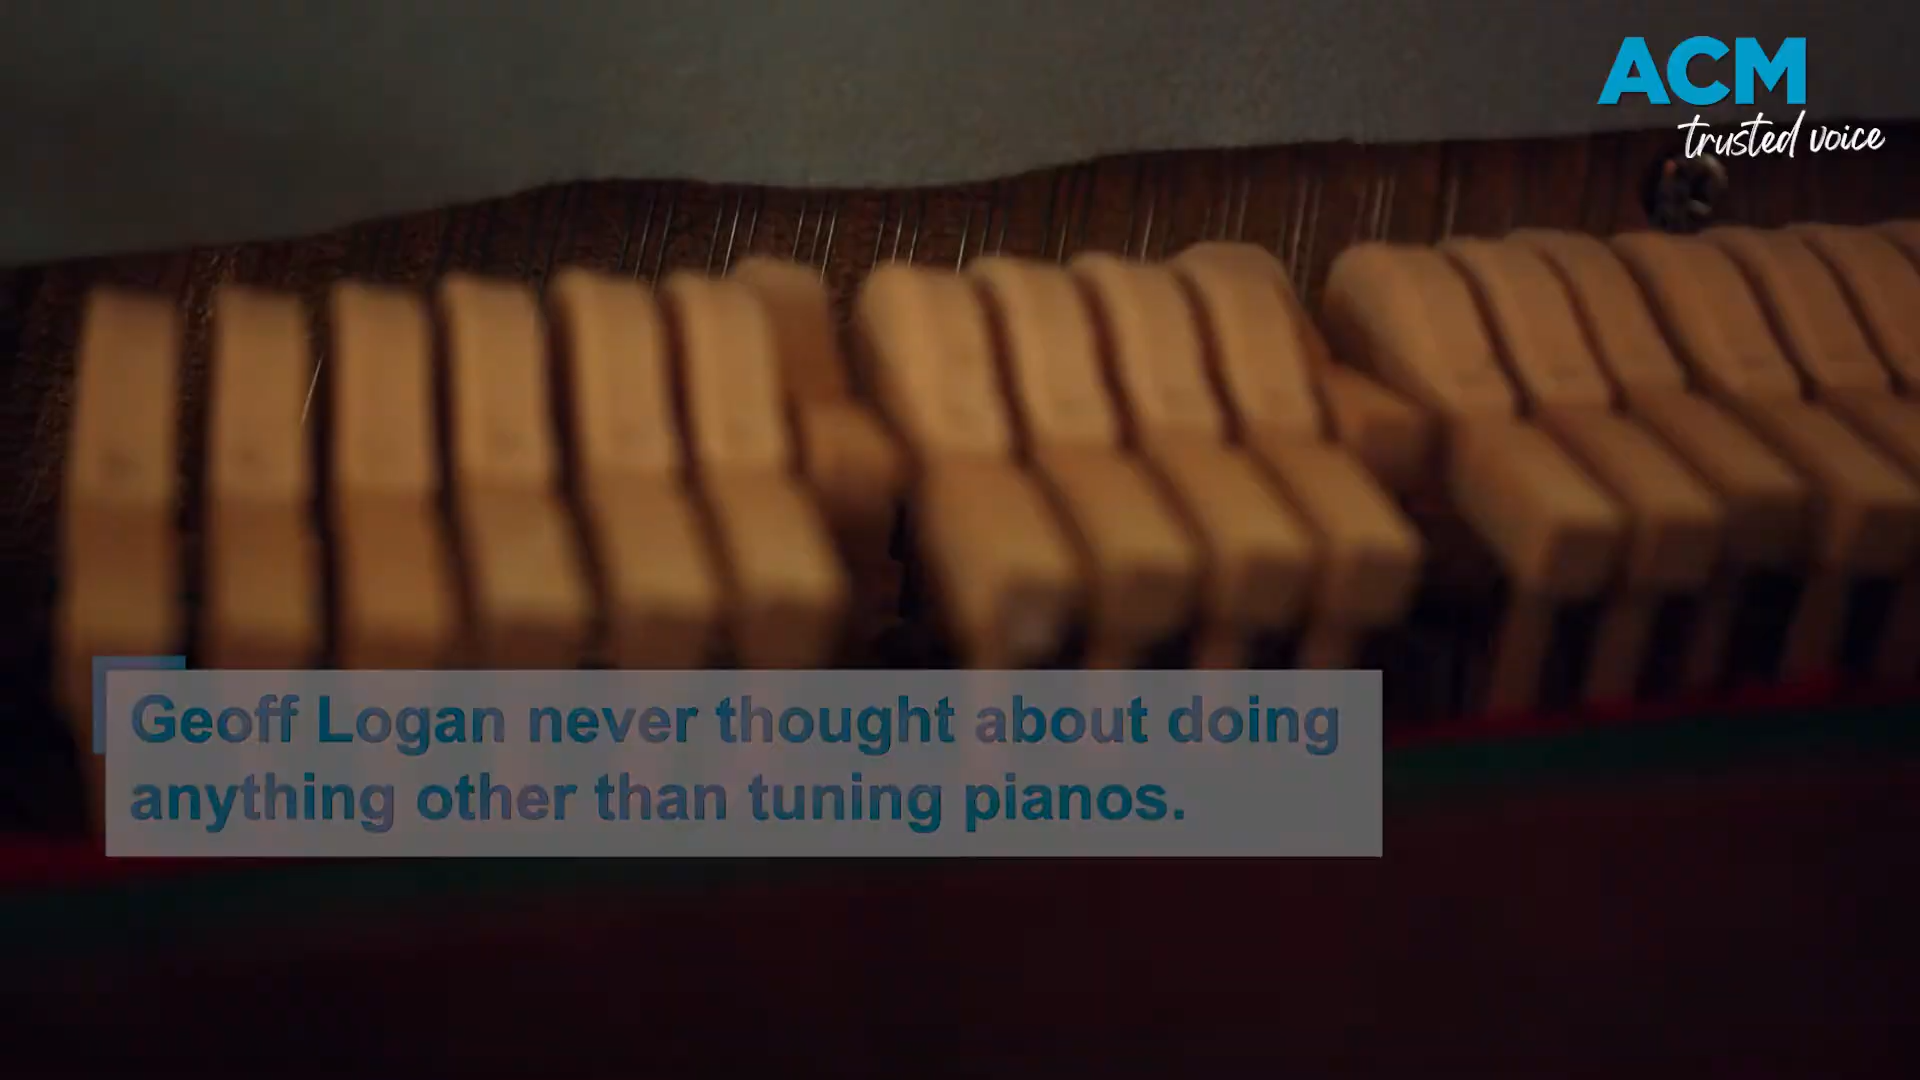 ACM
trusted voice
Geoff Logan never thought about doing
anything other than tuning pianos.